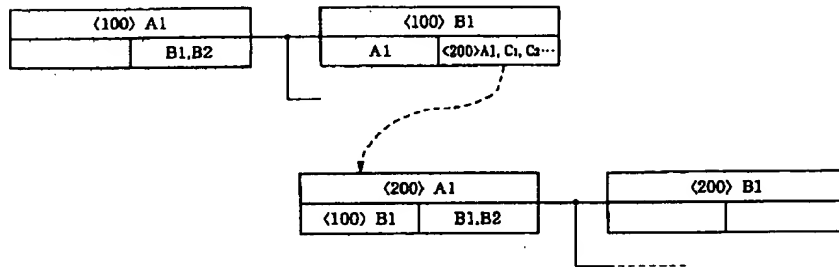 ⟨100⟩ A1
⟨100⟩ B1
B1,B2
A1
⟨200⟩A1, C₁, C₂⋯
⟨200⟩ A1
⟨200⟩ B1
⟨100⟩ B1
B1,B2